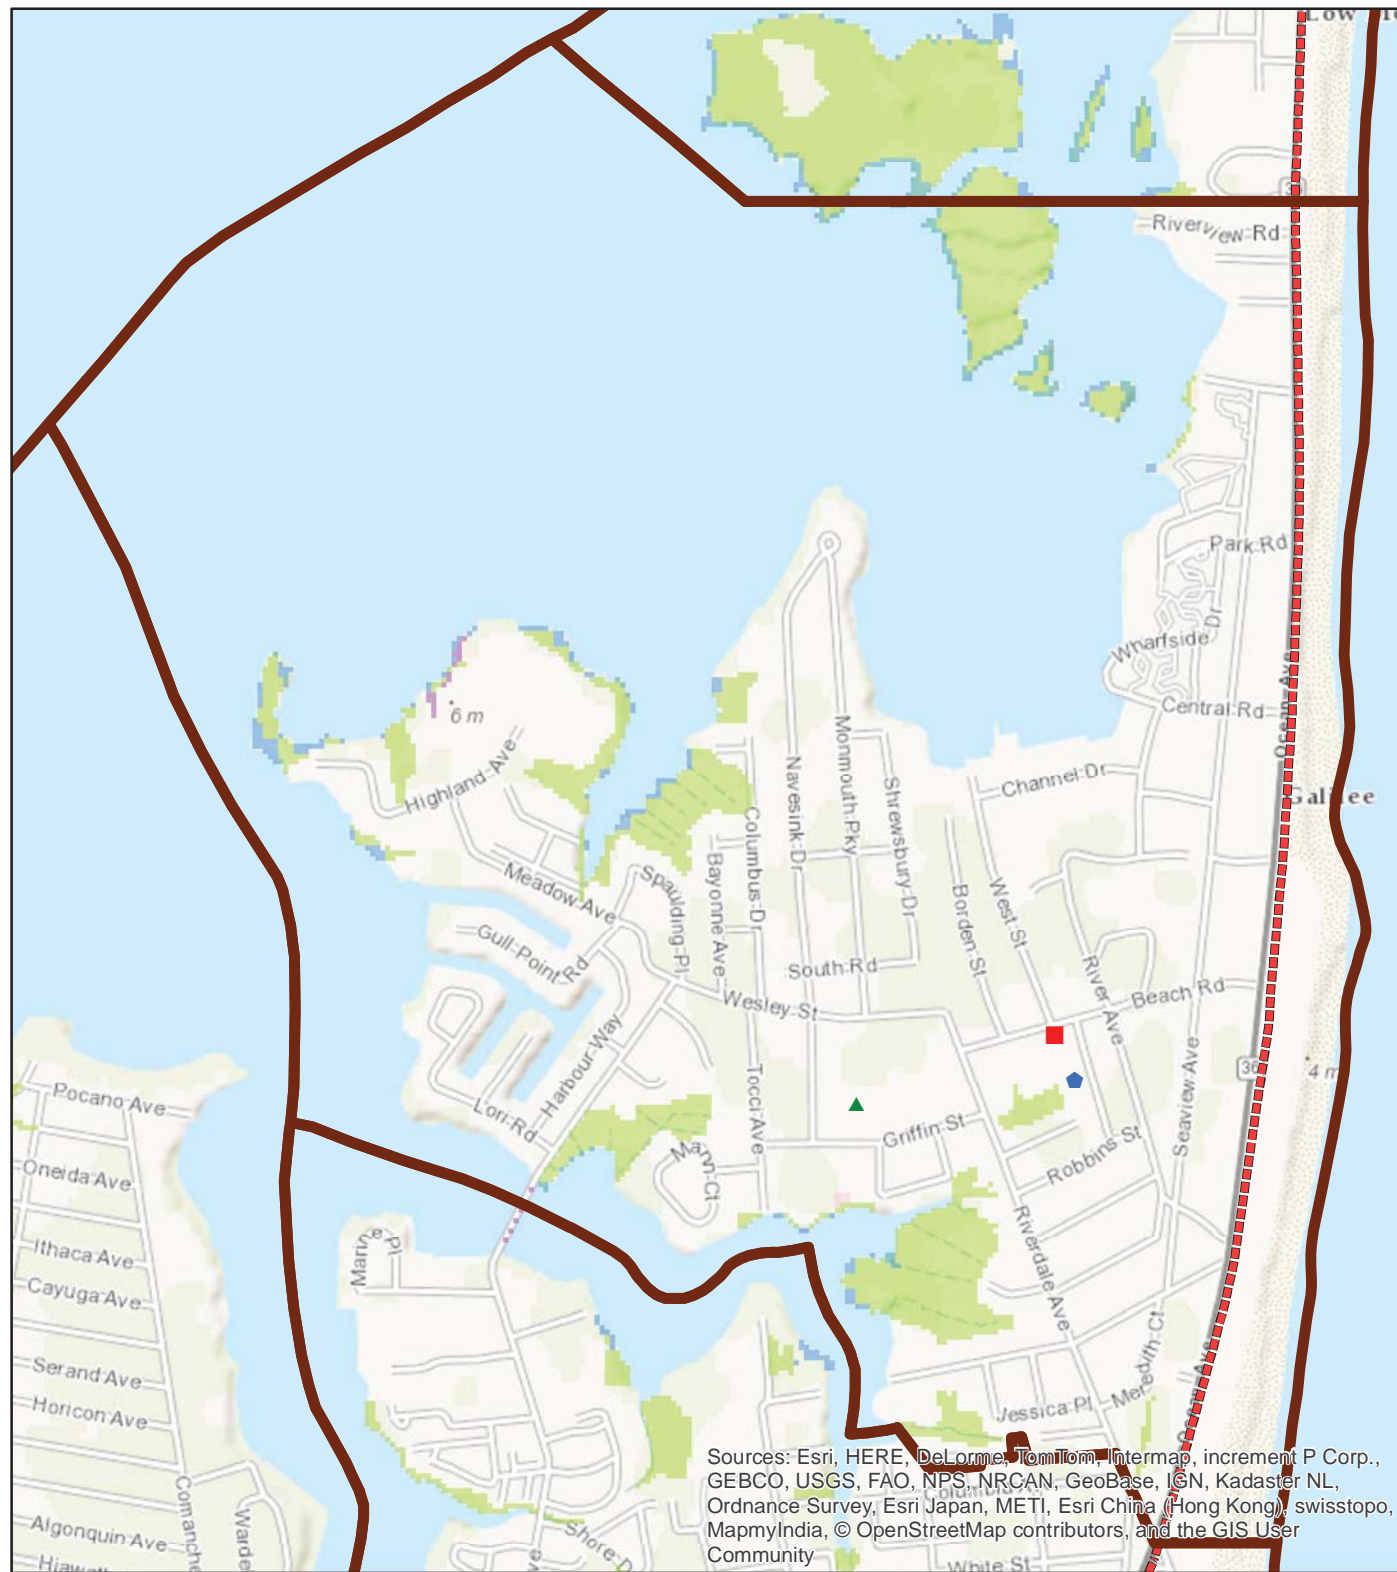 Riverview Rd
Park Rd
Wharfside Dr
6 m
Central Rd
Ocean Ave
Highland Ave
Monmouth Pky
Navesink Dr
Shrewsbury Dr
Channel Dr
Galilee
Columbus Dr
Bayonne Ave
Spaulding Pl
Meadow Ave
Borden St
West St
Gull Point Rd
South Rd
River Ave
Beach Rd
Wesley St
Harbour Way
Seaview Ave
36
4 m
Pocano Ave
Lori Rd
Tocci Ave
Griffin St
Robbins St
Oneida Ave
Marvn Ct
Marine Pl
Ithaca Ave
Riverdale Ave
Cayuga Ave
Meredith Ct
Ocean Ave
Serand Ave
Horicon Ave
Jessica Pl
Sources: Esri, HERE, DeLorme, TomTom, Intermap, increment P Corp.,
GEBCO, USGS, FAO, NPS, NRCAN, GeoBase, IGN, Kadaster NL,
Ordnance Survey, Esri Japan, METI, Esri China (Hong Kong), swisstopo,
MapmyIndia, © OpenStreetMap contributors, and the GIS User
Community
Comanche
Algonquin Ave
Shore D
White St